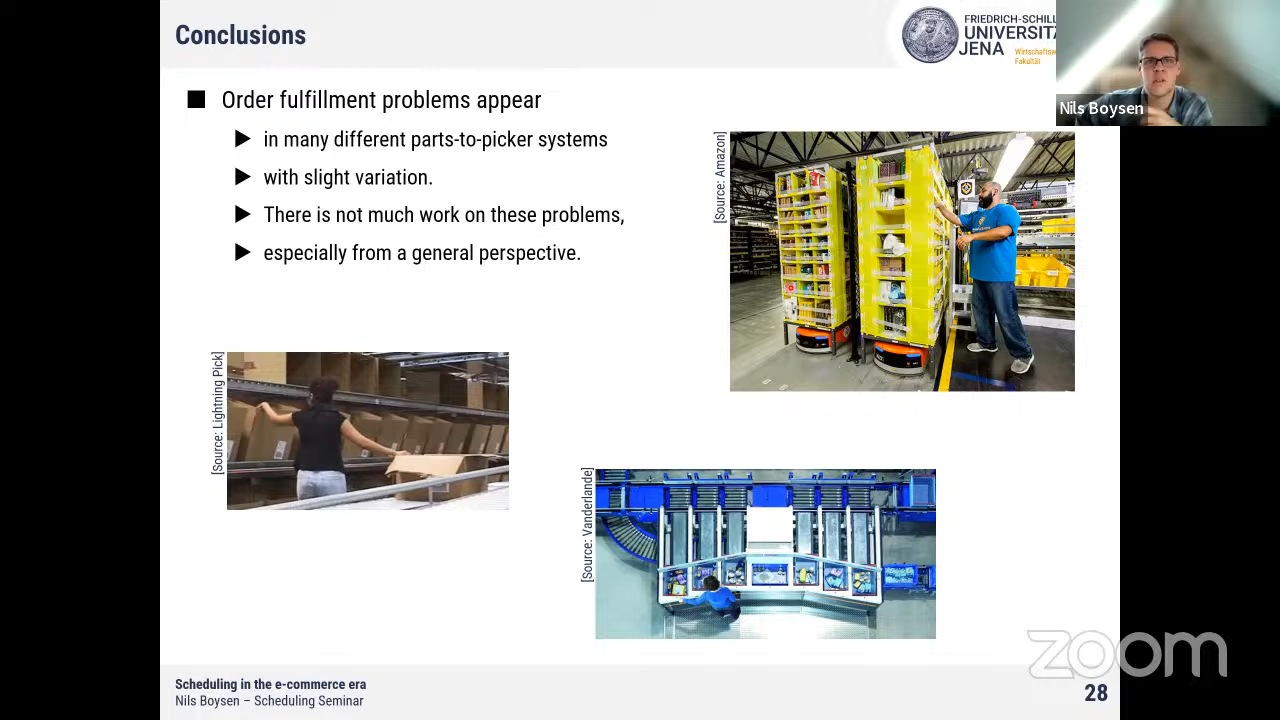 Conclusions
FRIEDRICH-SCHILL
UNIVERSITÄ
JENA
Wirtschaftsw
Fakultät
Nils Boysen
Order fulfillment problems appear
in many different parts-to-picker systems
with slight variation.
There is not much work on these problems,
especially from a general perspective.
[Source: Amazon]
[Source: Lightning Pick]
[Source: Vanderlande]
zoom
Scheduling in the e-commerce era
Nils Boysen – Scheduling Seminar
28